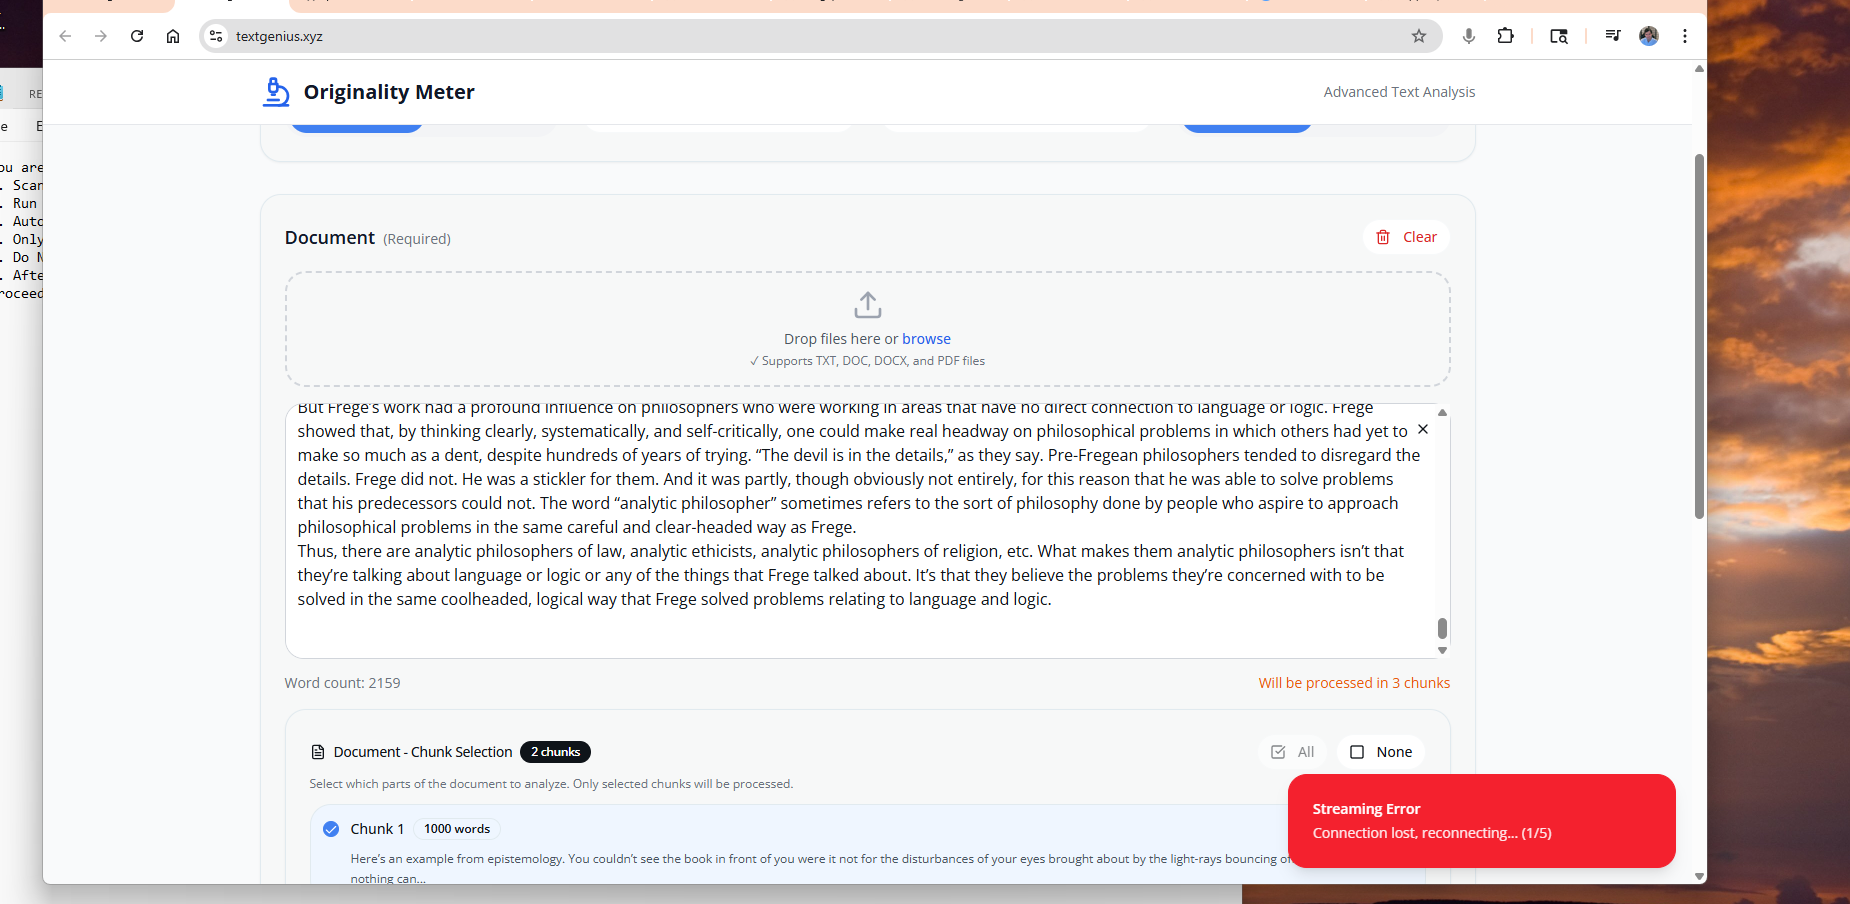 textgenius.xyz
RE
Originality Meter
Advanced Text Analysis
Document (Required)
Clear
Drop files here or browse
✓ Supports TXT, DOC, DOCX, and PDF files
But Frege's work had a profound influence on philosophers who were working in areas that have no direct connection to language or logic. Frege
showed that, by thinking clearly, systematically, and self-critically, one could make real headway on philosophical problems in which others had yet to
make so much as a dent, despite hundreds of years of trying. “The devil is in the details,” as they say. Pre-Fregean philosophers tended to disregard the
details. Frege did not. He was a stickler for them. And it was partly, though obviously not entirely, for this reason that he was able to solve problems
that his predecessors could not. The word “analytic philosopher” sometimes refers to the sort of philosophy done by people who aspire to approach
philosophical problems in the same careful and clear-headed way as Frege.
Thus, there are analytic philosophers of law, analytic ethicists, analytic philosophers of religion, etc. What makes them analytic philosophers isn’t that
they’re talking about language or logic or any of the things that Frege talked about. It’s that they believe the problems they’re concerned with to be
solved in the same coolheaded, logical way that Frege solved problems relating to language and logic.
Word count: 2159
Will be processed in 3 chunks
Document - Chunk Selection 2 chunks
All
None
Select which parts of the document to analyze. Only selected chunks will be processed.
Chunk 1 1000 words
Here’s an example from epistemology. You couldn’t see the book in front of you were it not for the disturbances of your eyes brought about by the light-rays bouncing
nothing can...
Streaming Error
Connection lost, reconnecting... (1/5)
ou are
. Scan
. Run
. Auto
. Only
. Do N
. Afte
roceed